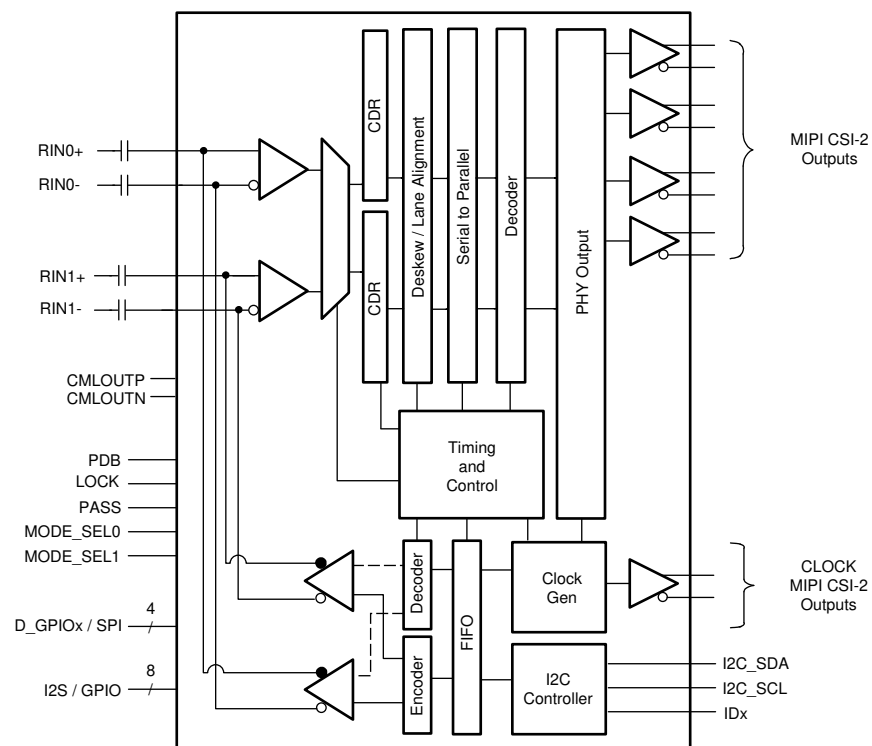 RIN0+
RIN0-
RIN1+
RIN1-
CMLOUTP
CMLOUTN
PDB
LOCK
PASS
MODE_SEL0
MODE_SEL1
4
D_GPIOx / SPI
8
I2S / GPIO
CDR
CDR
Deskew / Lane Alignment
Serial to Parallel
Decoder
PHY Output
Timing
and
Control
Decoder
Encoder
FIFO
Clock
Gen
I2C
Controller
MIPI CSI-2
Outputs
CLOCK
MIPI CSI-2
Outputs
I2C_SDA
I2C_SCL
IDx